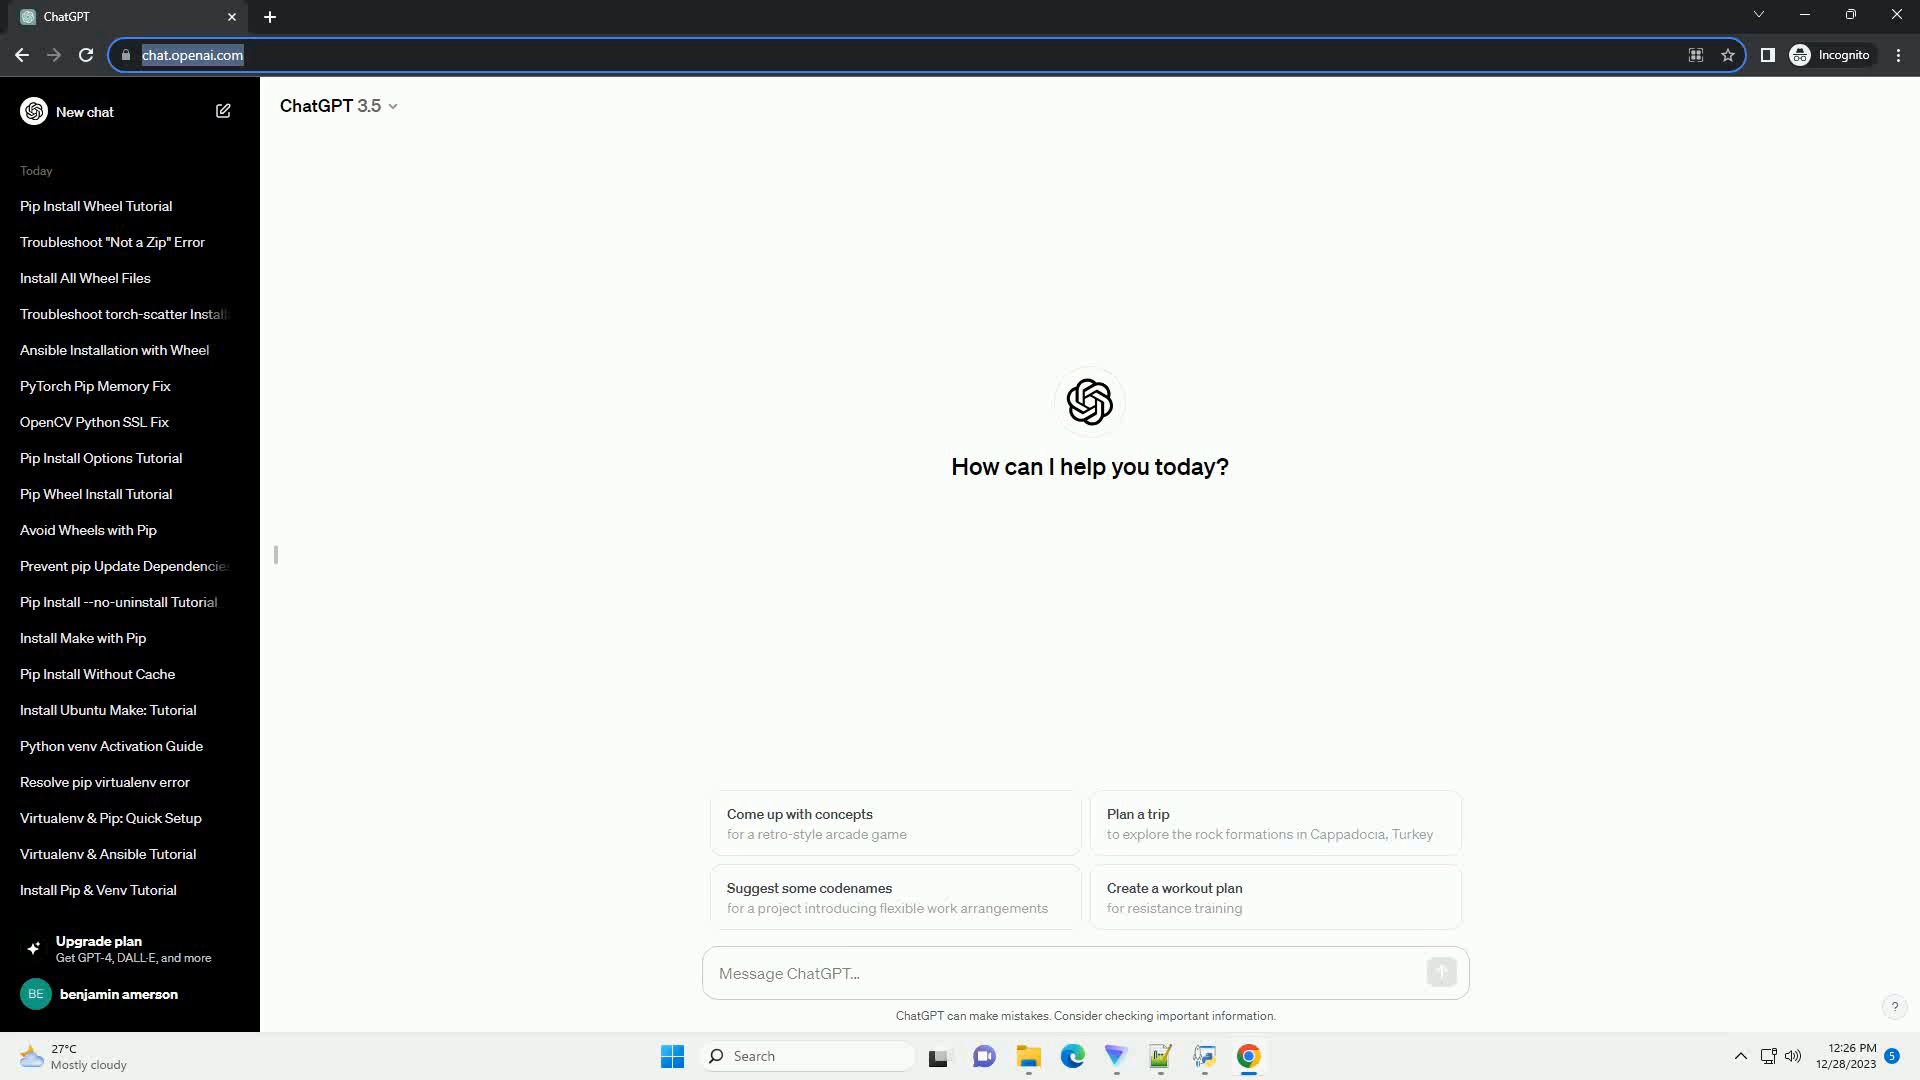 ChatGPT
chat.openai.com
Incognito
New chat
ChatGPT 3.5
Today
Pip Install Wheel Tutorial
Troubleshoot "Not a Zip" Error
Install All Wheel Files
Troubleshoot torch-scatter Install
Ansible Installation with Wheel
PyTorch Pip Memory Fix
OpenCV Python SSL Fix
Pip Install Options Tutorial
Pip Wheel Install Tutorial
Avoid Wheels with Pip
Prevent pip Update Dependencies
Pip Install --no-uninstall Tutorial
Install Make with Pip
Pip Install Without Cache
Install Ubuntu Make: Tutorial
Python venv Activation Guide
Resolve pip virtualenv error
Virtualenv & Pip: Quick Setup
Virtualenv & Ansible Tutorial
Install Pip & Venv Tutorial
Upgrade plan
Get GPT-4, DALL·E, and more
BE benjamin amerson
How can I help you today?
Come up with concepts
for a retro-style arcade game
Plan a trip
to explore the rock formations in Cappadocia, Turkey
Suggest some codenames
for a project introducing flexible work arrangements
Create a workout plan
for resistance training
Message ChatGPT...
ChatGPT can make mistakes. Consider checking important information.
?
27°C
Mostly cloudy
Search
12:26 PM
12/28/2023
5